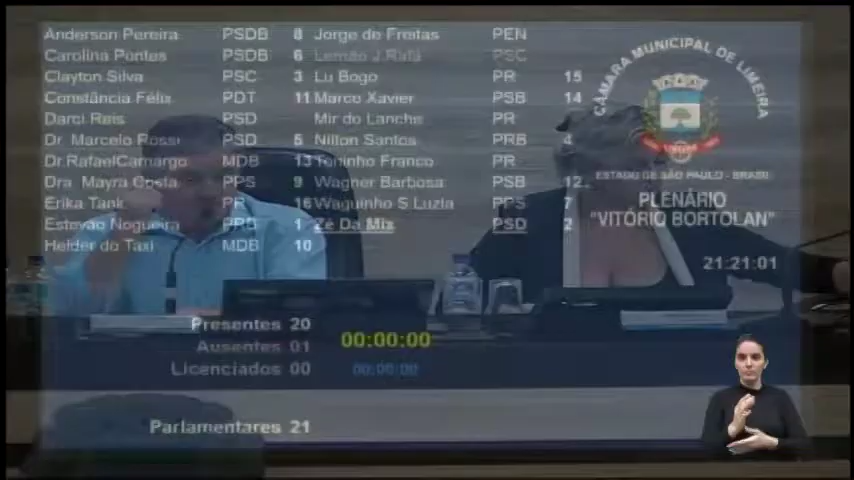 Anderson Pereira PSDB 8 Jorge de Freitas PEN
Carolina Pontes PSDB 6 Lemão J.Rafá PSC
Clayton Silva PSC 3 Lu Bogo PR 15
Constância Félix PDT 11 Marco Xavier PSB 14
Darci Reis PSD Mir do Lanche PR
Dr Marcelo Rossi PSD 5 Nilton Santos PRB 4
Dr.RafaelCamargo MDB 13 Toninho Franco PR
Dra Mayra Costa PPS 9 Wagner Barbosa PSB 12
Erika Tank PR 16 Waguinho S Luzia PPS 7
Estevão Nogueira PRB 1 Zé Da Mix PSD 2
Helder do Taxi MDB 10
CÂMARA MUNICIPAL DE LIMEIRA
ESTADO DE SÃO PAULO - BRASIL
PLENÁRIO
"VITÓRIO BORTOLAN"
21:21:01
Presentes 20
Ausentes 01
Licenciados 00
00:00:00
00:00:00
Parlamentares 21